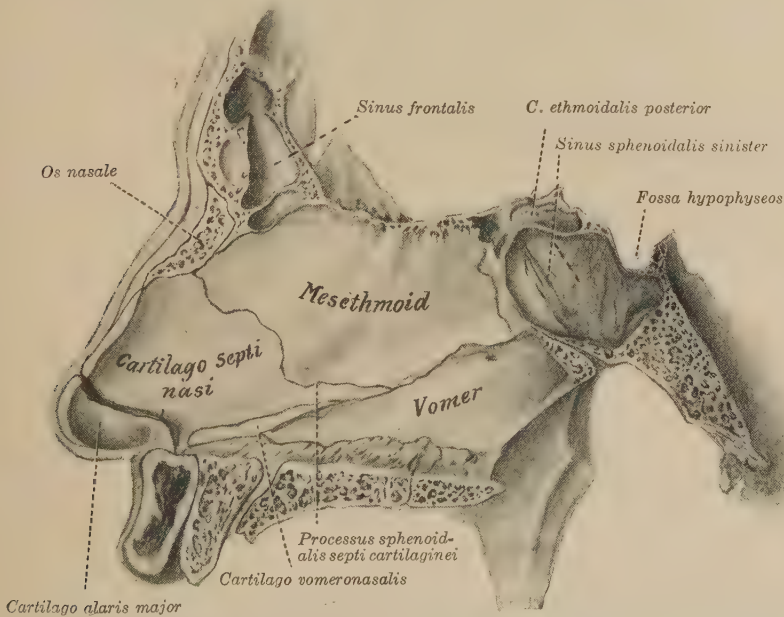 Sinus frontalis
C. ethmoidalis posterior
Sinus sphenoidalis sinister
Os nasale
Fossa hypophyseos
Mesethmoid
Cartilago septi
nasi
Vomer
Processus sphenoid-
alis septi cartilaginei
Cartilago vomeronasalis
Cartilago alaris major